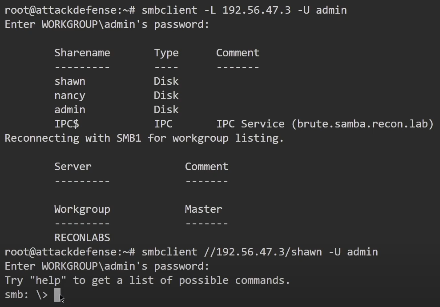 root@attackdefense:~# smbclient -L 192.56.47.3 -U admin
Enter WORKGROUP\admin's password:
Sharename Type Comment
--------- ---- -------
shawn Disk
nancy Disk
admin Disk
IPC$ IPC IPC Service (brute.samba.recon.lab)
Reconnecting with SMB1 for workgroup listing.
Server Comment
--------- -------
Workgroup Master
--------- -------
RECONLABS
root@attackdefense:~# smbclient //192.56.47.3/shawn -U admin
Enter WORKGROUP\admin's password:
Try "help" to get a list of possible commands.
smb: \>